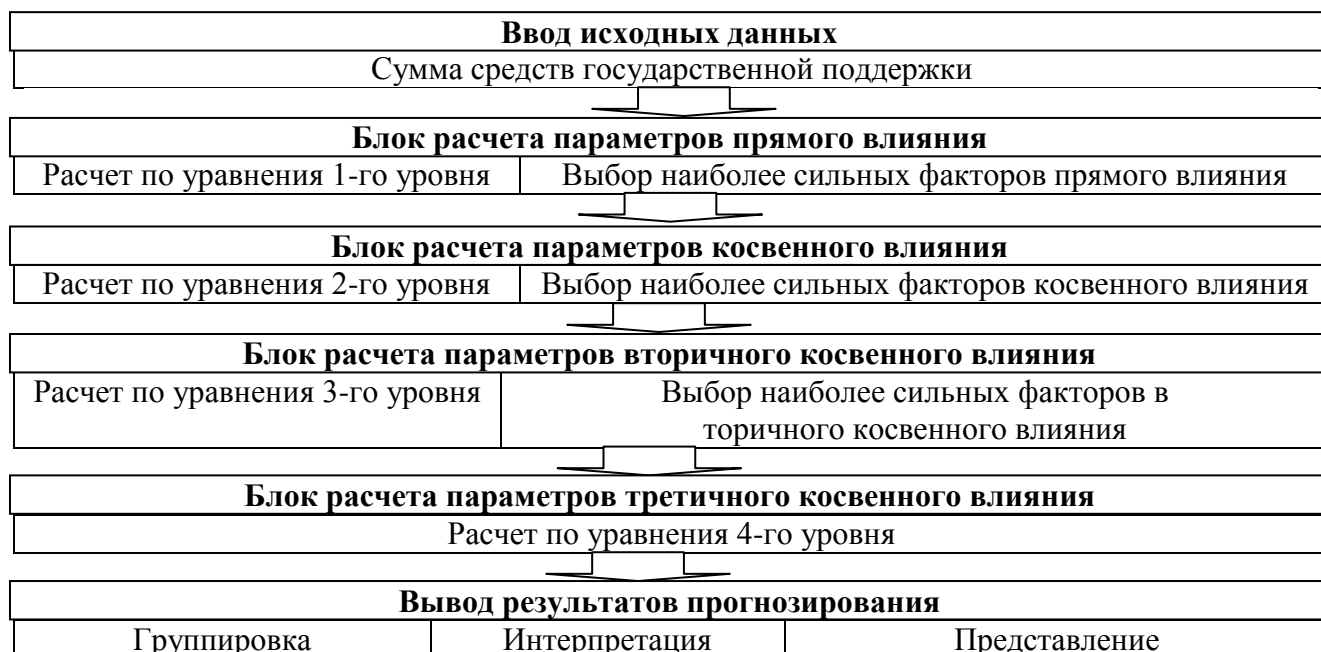 Ввод исходных данных
Сумма средств государственной поддержки
Блок расчета параметров прямого влияния
Расчет по уравнения 1-го уровня Выбор наиболее сильных факторов прямого влияния
Блок расчета параметров косвенного влияния
Расчет по уравнения 2-го уровня Выбор наиболее сильных факторов косвенного влияния
Блок расчета параметров вторичного косвенного влияния
Расчет по уравнения 3-го уровня Выбор наиболее сильных факторов в
торичного косвенного влияния
Блок расчета параметров третичного косвенного влияния
Расчет по уравнения 4-го уровня
Вывод результатов прогнозирования
Группировка Интерпретация Представление